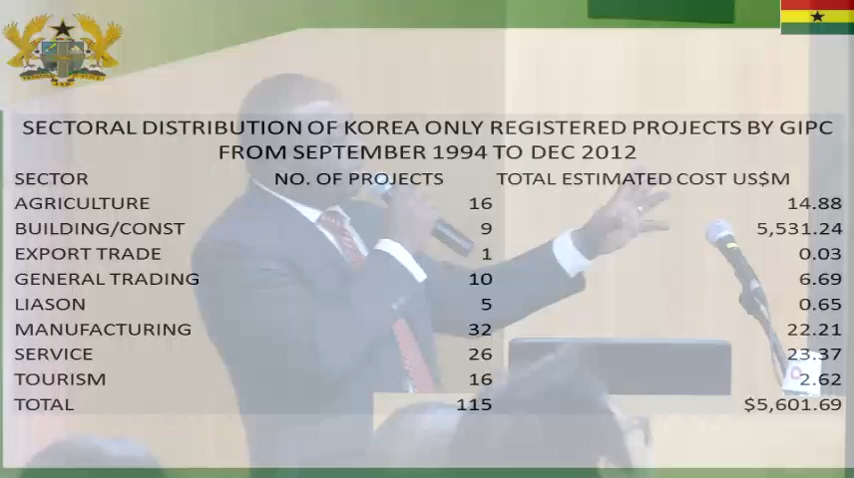 SECTORAL DISTRIBUTION OF KOREA ONLY REGISTERED PROJECTS BY GIPC
FROM SEPTEMBER 1994 TO DEC 2012
SECTOR NO. OF PROJECTS TOTAL ESTIMATED COST US$M
AGRICULTURE 16 14.88
BUILDING/CONST 9 5,531.24
EXPORT TRADE 1 0.03
GENERAL TRADING 10 6.69
LIASON 5 0.65
MANUFACTURING 32 22.21
SERVICE 26 23.37
TOURISM 16 2.62
TOTAL 115 $5,601.69